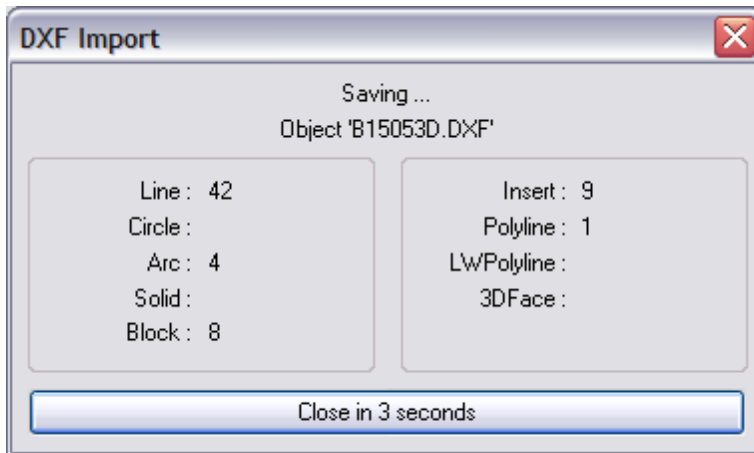 DXF Import
Saving ...
Object 'B15053D.DXF'
Line : 42
Circle :
Arc : 4
Solid :
Block : 8
Insert : 9
Polyline : 1
LWPolyline :
3DFace :
Close in 3 seconds